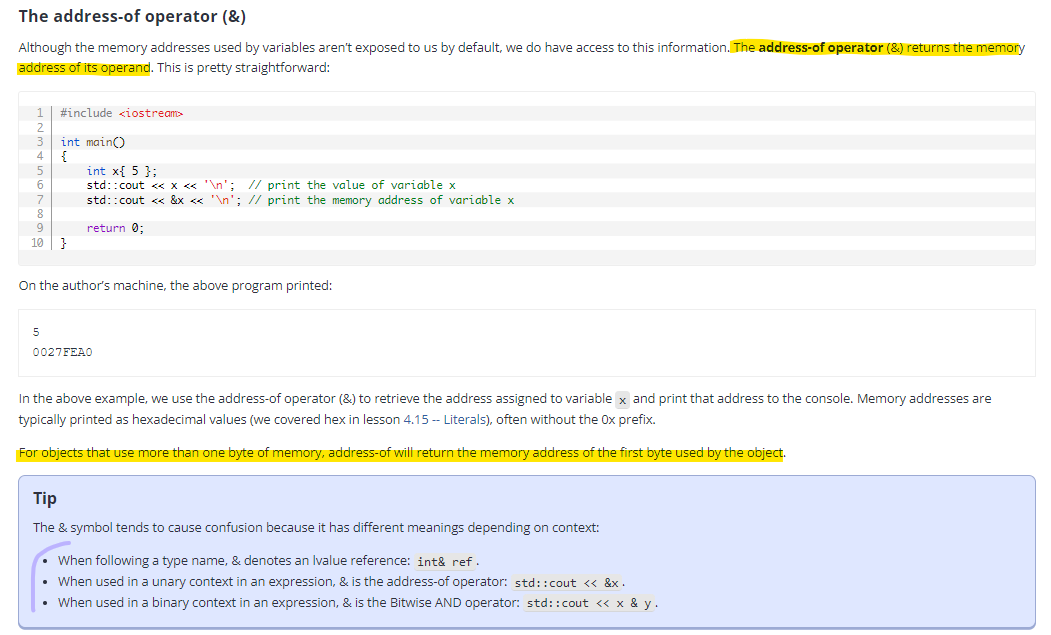 The address-of operator (&)
Although the memory addresses used by variables aren't exposed to us by default, we do have access to this information. The address-of operator (&) returns the memory
address of its operand. This is pretty straightforward:
1 #include <iostream>
2
3 int main()
4 {
5     int x{ 5 };
6     std::cout << x << '\n';  // print the value of variable x
7     std::cout << &x << '\n'; // print the memory address of variable x
8
9     return 0;
10 }
On the author's machine, the above program printed:
5
0027FEA0
In the above example, we use the address-of operator (&) to retrieve the address assigned to variable x and print that address to the console. Memory addresses are
typically printed as hexadecimal values (we covered hex in lesson 4.15 -- Literals), often without the 0x prefix.
For objects that use more than one byte of memory, address-of will return the memory address of the first byte used by the object.
Tip
The & symbol tends to cause confusion because it has different meanings depending on context:
• When following a type name, & denotes an lvalue reference: int& ref.
• When used in a unary context in an expression, & is the address-of operator: std::cout << &x.
• When used in a binary context in an expression, & is the Bitwise AND operator: std::cout << x & y.